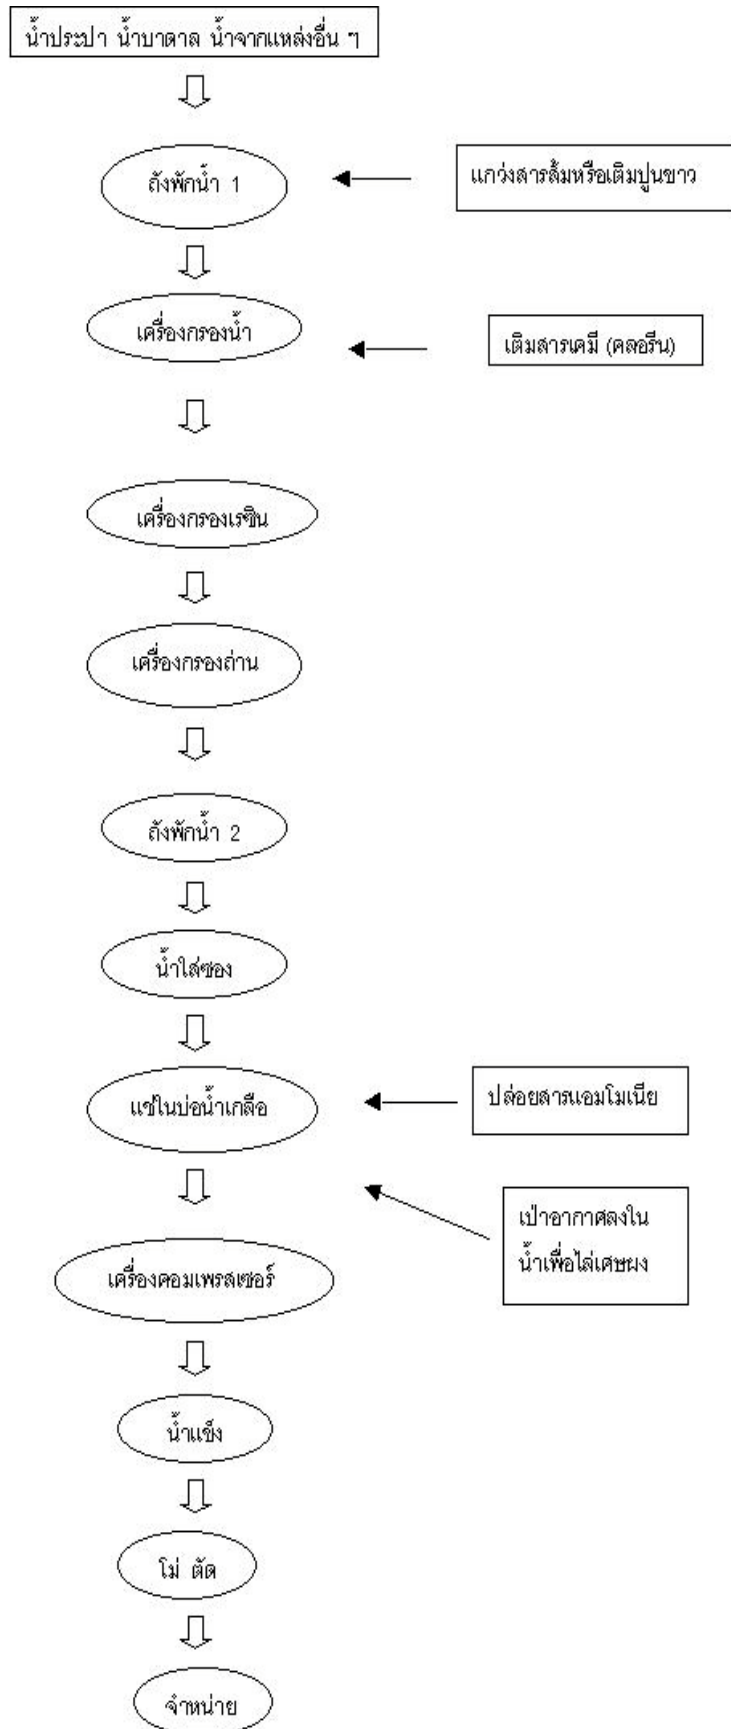 น้ำประปา น้ำบาดาล น้ำจากแหล่งอื่น ๆ
ถังพักน้ำ 1
แกว่งสารส้มหรือเติมปูนขาว
เครื่องกรองน้ำ
เติมสารเคมี (คลอรีน)
เครื่องกรองเรซิน
เครื่องกรองถ่าน
ถังพักน้ำ 2
น้ำใส่ซอง
แช่ในบ่อน้ำเกลือ
ปล่อยสารแอมโมเนีย
เป่าอากาศลงใน
น้ำเพื่อไล่เศษผง
เครื่องคอมเพรสเซอร์
น้ำแข็ง
โม่ ตัด
จำหน่าย